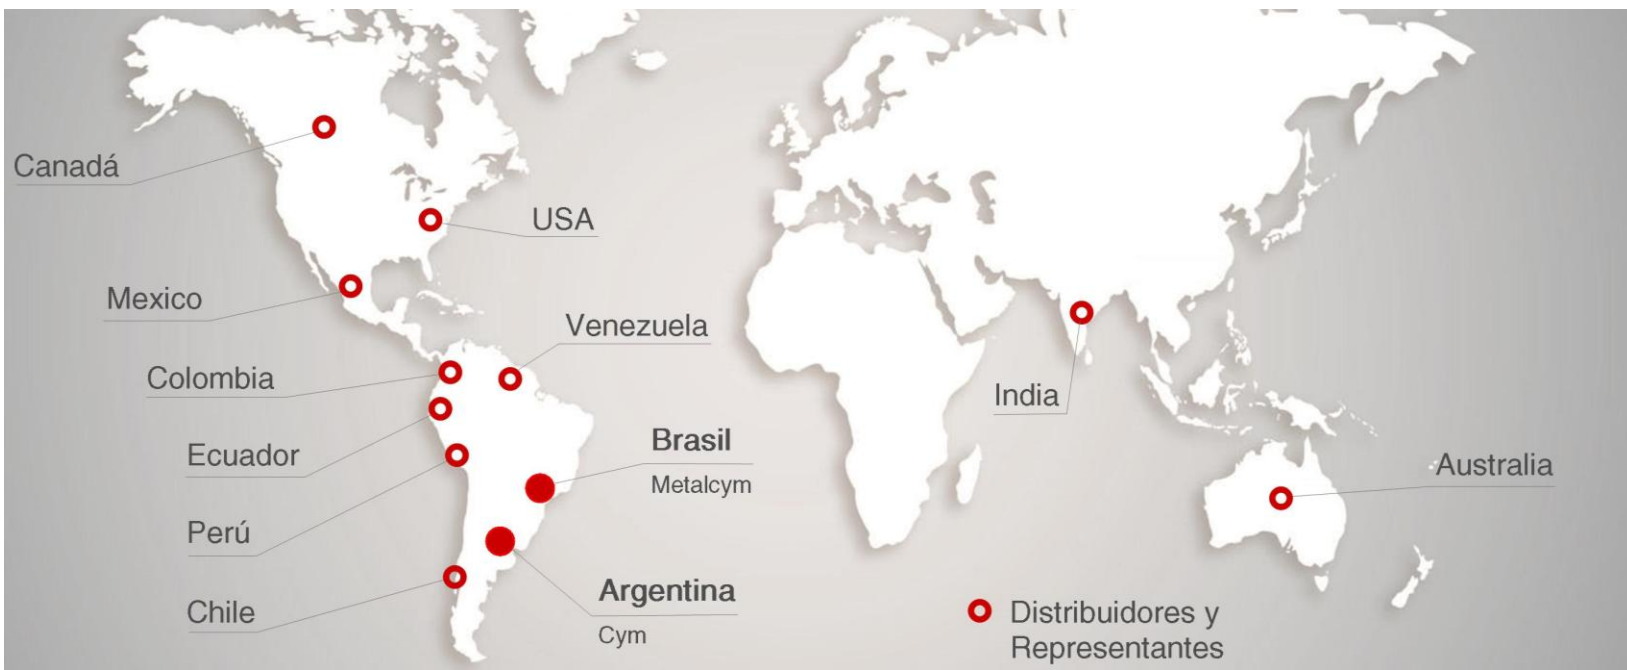 Canadá
USA
Mexico
Venezuela
Colombia
India
Ecuador
Brasil
Metalcym
Australia
Perú
Argentina
Cym
Chile
Distribuidores y
Representantes